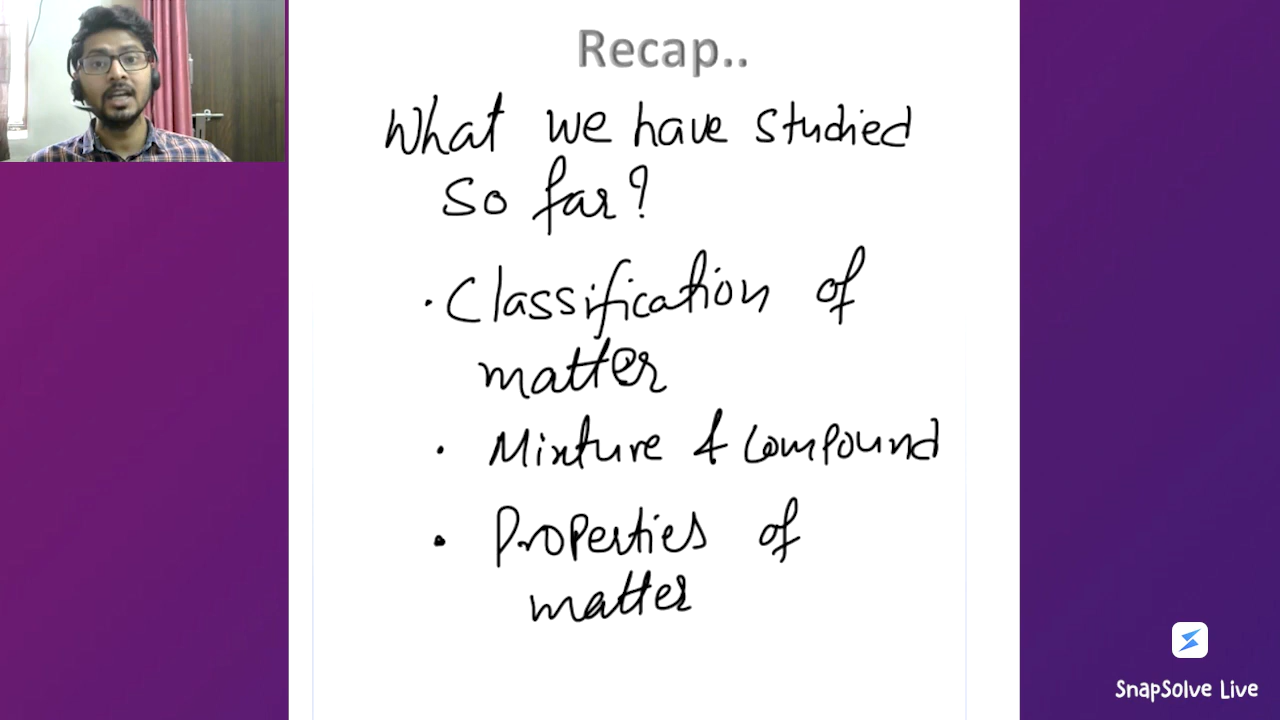 Recap..
What we have studied
So far?
· Classification of
matter
· Mixture & Compound
· Properties of
matter
SnapSolve Live